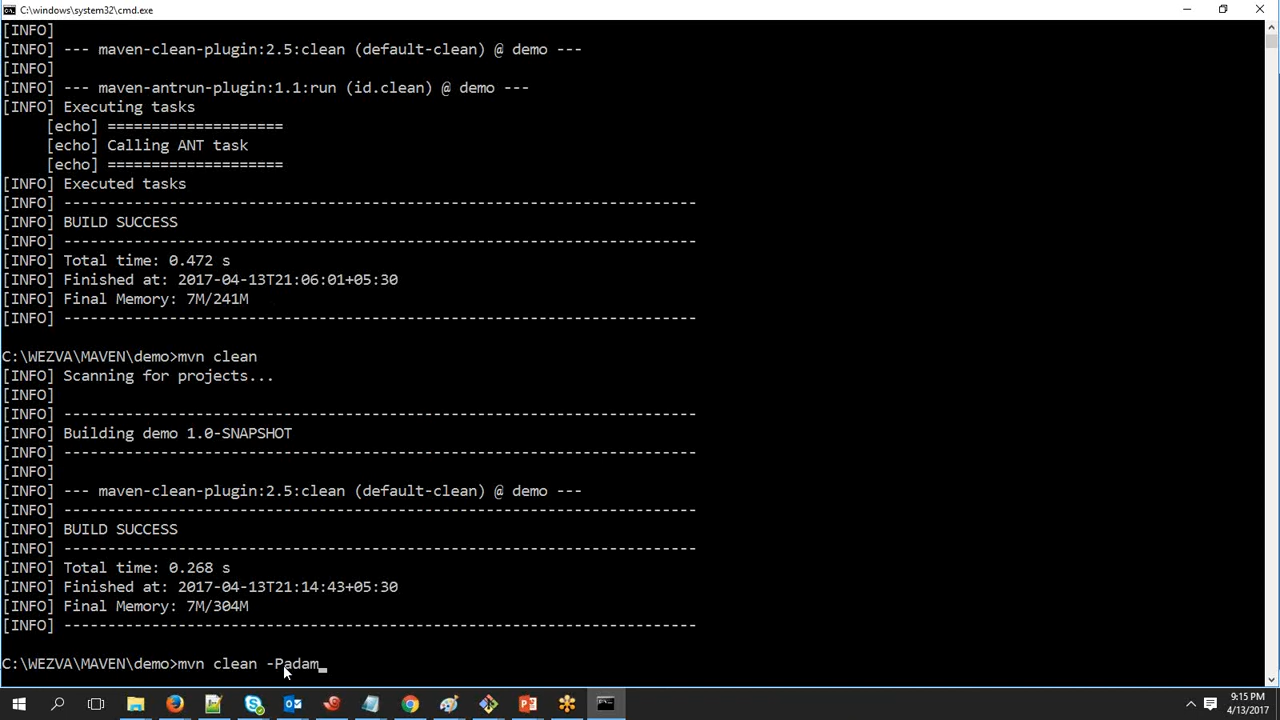 C:\windows\system32\cmd.exe
[INFO]
[INFO] --- maven-clean-plugin:2.5:clean (default-clean) @ demo ---
[INFO]
[INFO] --- maven-antrun-plugin:1.1:run (id.clean) @ demo ---
[INFO] Executing tasks
[echo] ====================
[echo] Calling ANT task
[echo] ====================
[INFO] Executed tasks
[INFO] ------------------------------------------------------------------------
[INFO] BUILD SUCCESS
[INFO] ------------------------------------------------------------------------
[INFO] Total time: 0.472 s
[INFO] Finished at: 2017-04-13T21:06:01+05:30
[INFO] Final Memory: 7M/241M
[INFO] ------------------------------------------------------------------------
C:\WEZVA\MAVEN\demo>mvn clean
[INFO] Scanning for projects...
[INFO]
[INFO] ------------------------------------------------------------------------
[INFO] Building demo 1.0-SNAPSHOT
[INFO] ------------------------------------------------------------------------
[INFO]
[INFO] --- maven-clean-plugin:2.5:clean (default-clean) @ demo ---
[INFO] ------------------------------------------------------------------------
[INFO] BUILD SUCCESS
[INFO] ------------------------------------------------------------------------
[INFO] Total time: 0.268 s
[INFO] Finished at: 2017-04-13T21:14:43+05:30
[INFO] Final Memory: 7M/304M
[INFO] ------------------------------------------------------------------------
C:\WEZVA\MAVEN\demo>mvn clean -Padam_
9:15 PM
4/13/2017